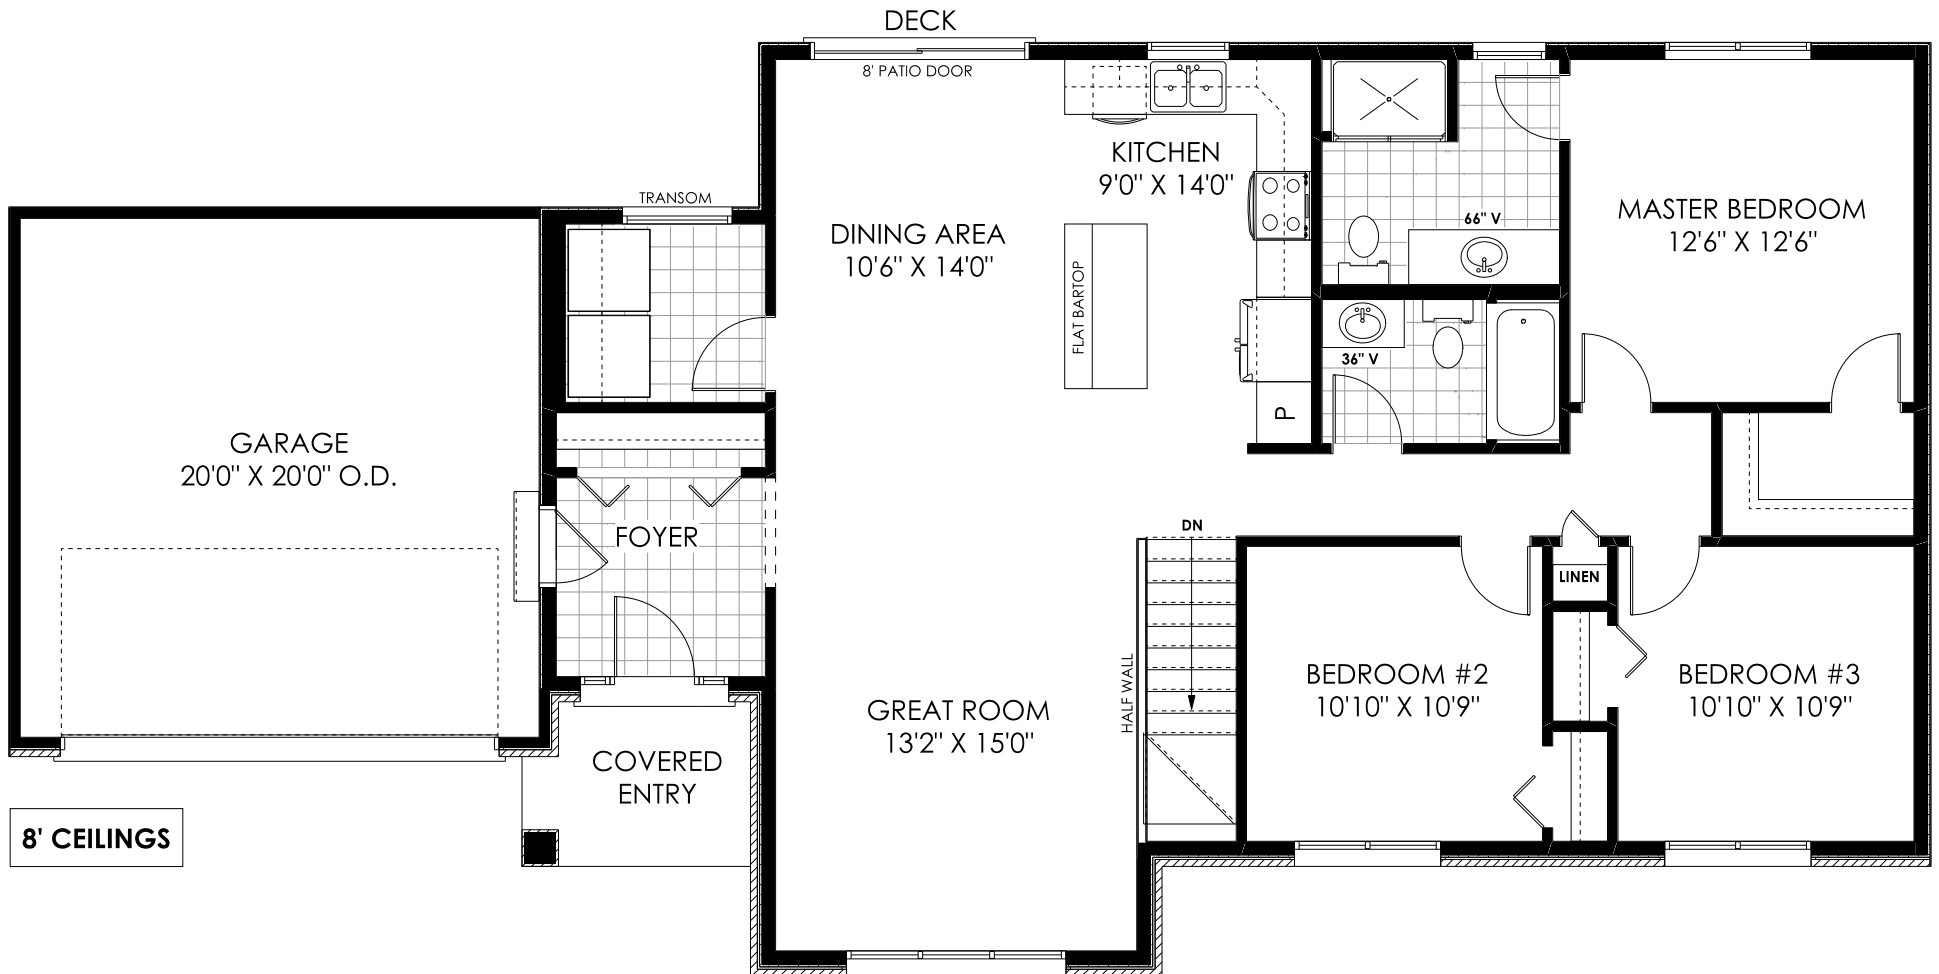 DECK
8' PATIO DOOR
KITCHEN
9'0" X 14'0"
TRANSOM
DINING AREA
10'6" X 14'0"
66" V
MASTER BEDROOM
12'6" X 12'6"
FLAT BARTOP
36" V
P
GARAGE
20'0" X 20'0" O.D.
FOYER
DN
LINEN
HALF WALL
BEDROOM #2
10'10" X 10'9"
BEDROOM #3
10'10" X 10'9"
GREAT ROOM
13'2" X 15'0"
COVERED
ENTRY
8' CEILINGS